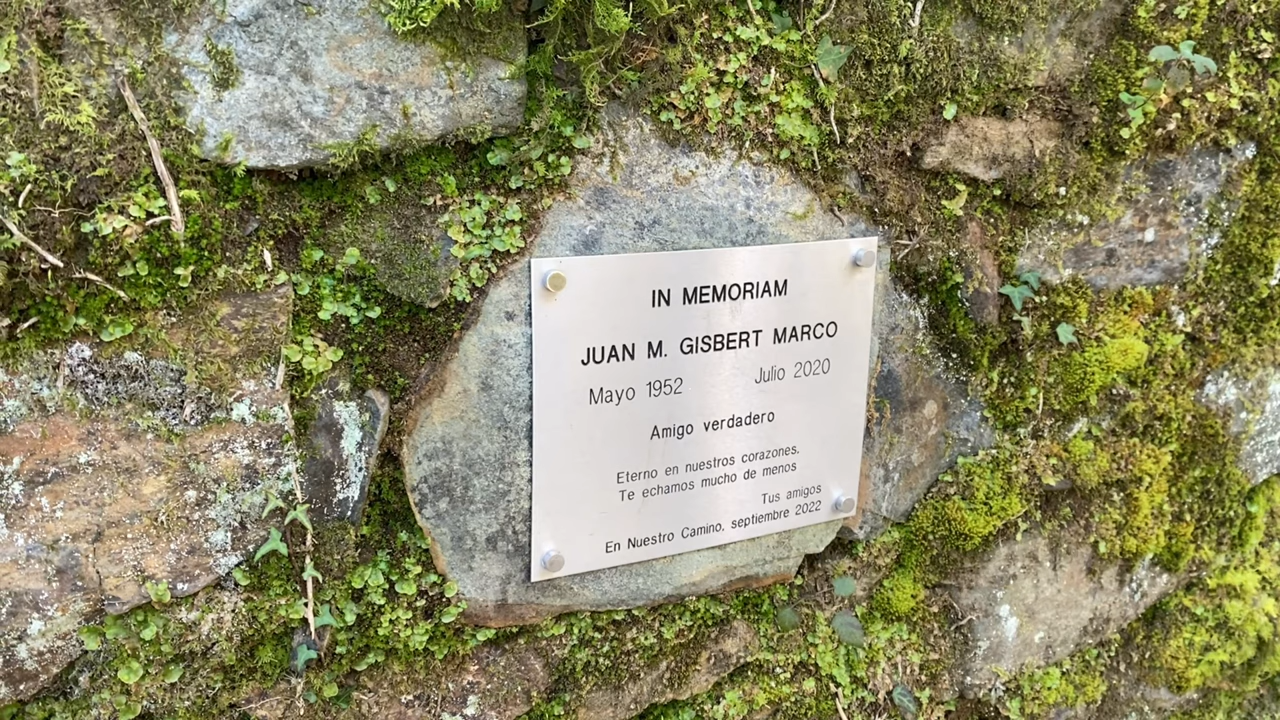 IN MEMORIAM
JUAN M. GISBERT MARCO
Mayo 1952 Julio 2020
Amigo verdadero
Eterno en nuestros corazones.
Te echamos mucho de menos
Tus amigos
En Nuestro Camino, septiembre 2022